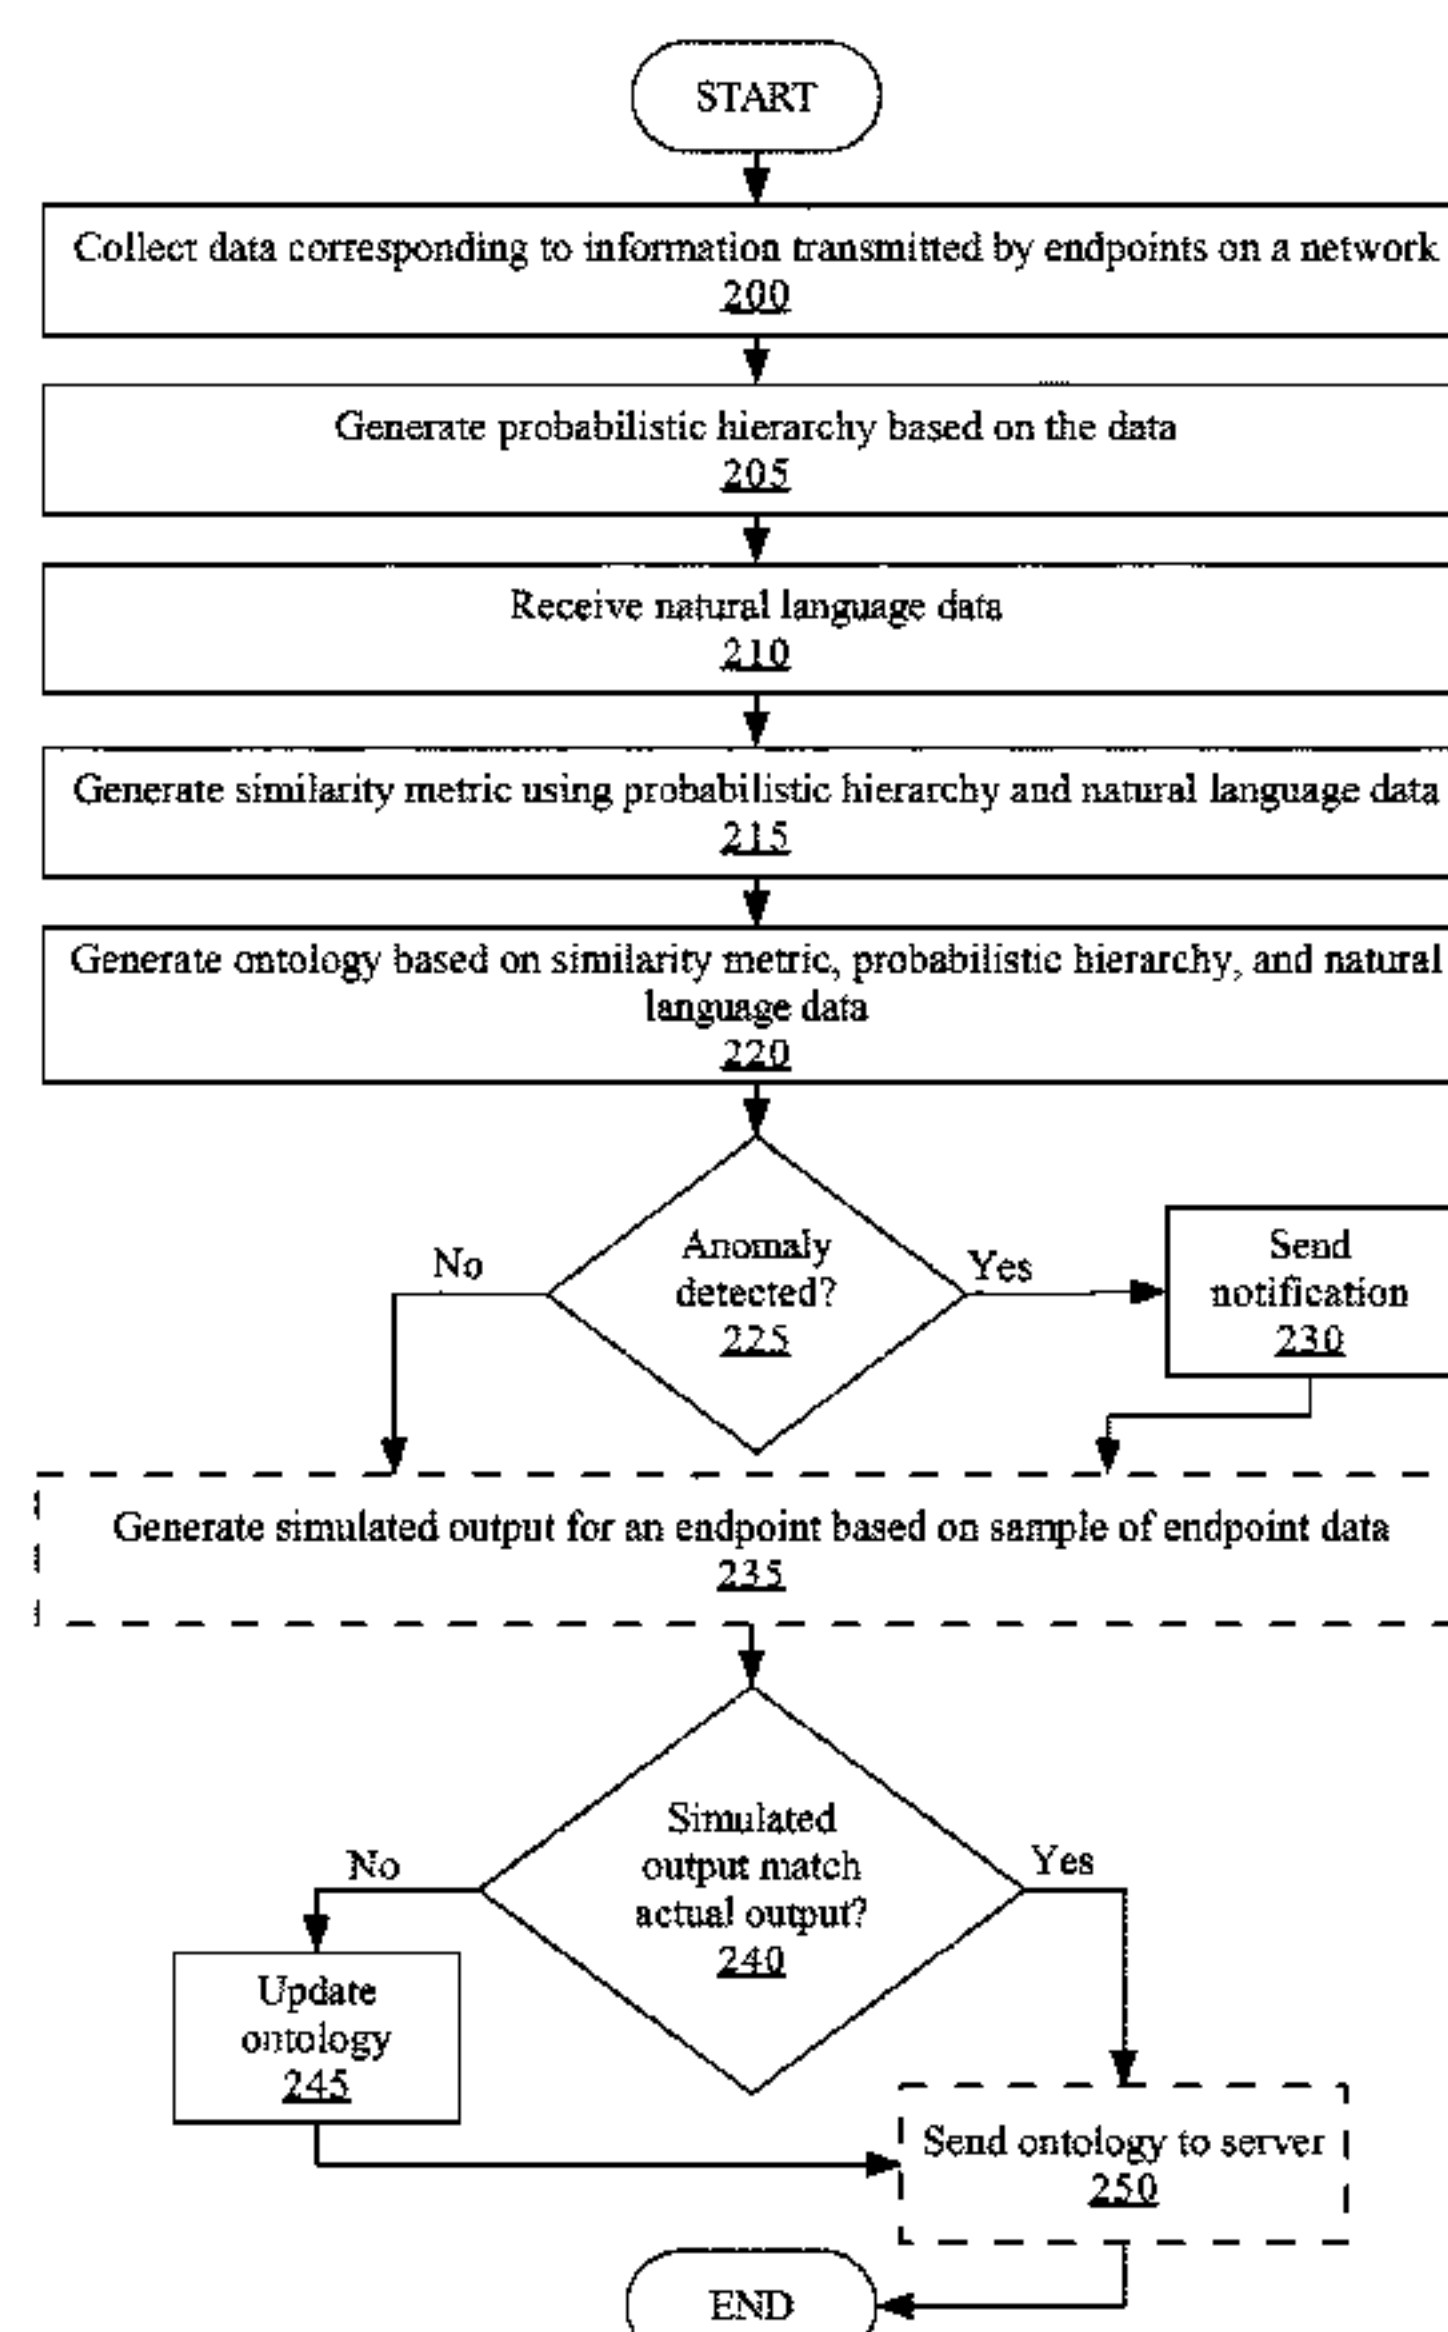 START
Collect data corresponding to information transmitted by endpoints on a network
200
Generate probabilistic hierarchy based on the data
205
Receive natural language data
210
Generate similarity metric using probabilistic hierarchy and natural language data
215
Generate ontology based on similarity metric, probabilistic hierarchy, and natural
language data
220
Anomaly
detected?
225
No
Yes
Send
notification
230
Generate simulated output for an endpoint based on sample of endpoint data
235
Simulated
output match
actual output?
240
No
Yes
Update
ontology
245
Send ontology to server
250
END